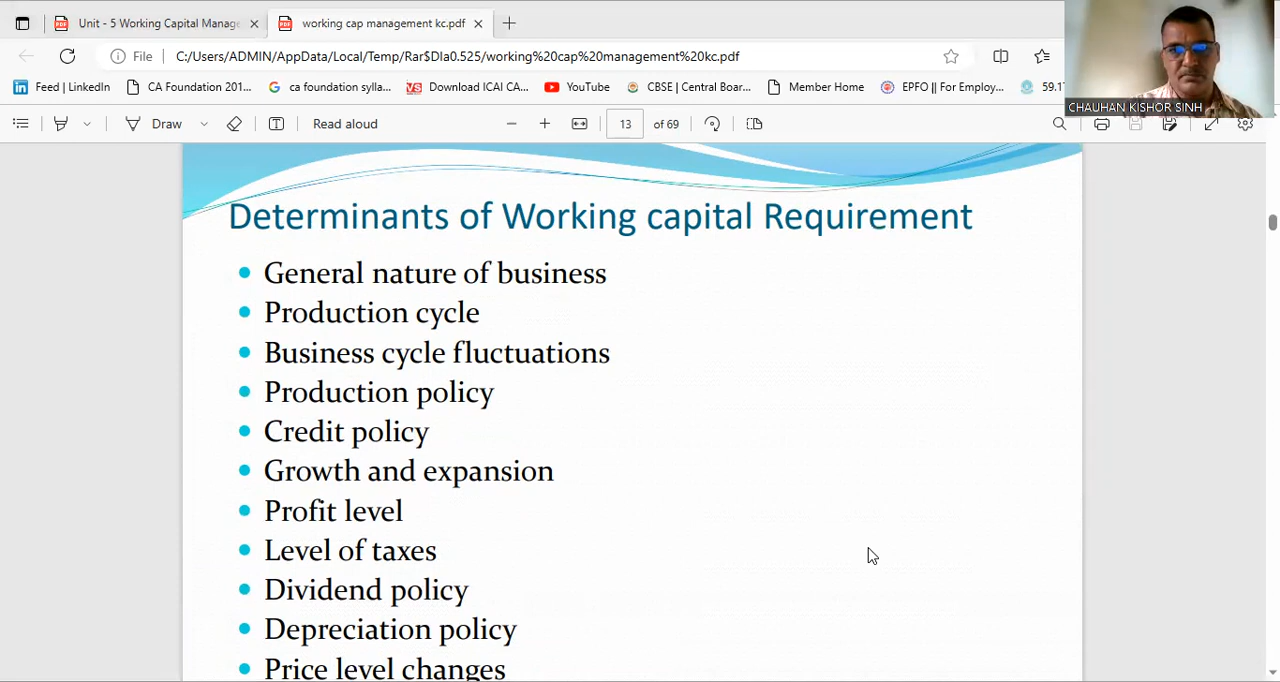 Unit - 5 Working Capital Manage
working cap management kc.pdf
File
C:/Users/ADMIN/AppData/Local/Temp/Rar$DIa0.525/working%20cap%20management%20kc.pdf
Feed | LinkedIn
CA Foundation 201...
ca foundation sylla...
Download ICAI CA...
YouTube
CBSE | Central Boar...
Member Home
EPFO || For Employ...
59.1
CHAUHAN KISHOR SINH
Draw
Read aloud
13
of 69
Determinants of Working capital Requirement
• General nature of business
• Production cycle
• Business cycle fluctuations
• Production policy
• Credit policy
• Growth and expansion
• Profit level
• Level of taxes
• Dividend policy
• Depreciation policy
• Price level changes